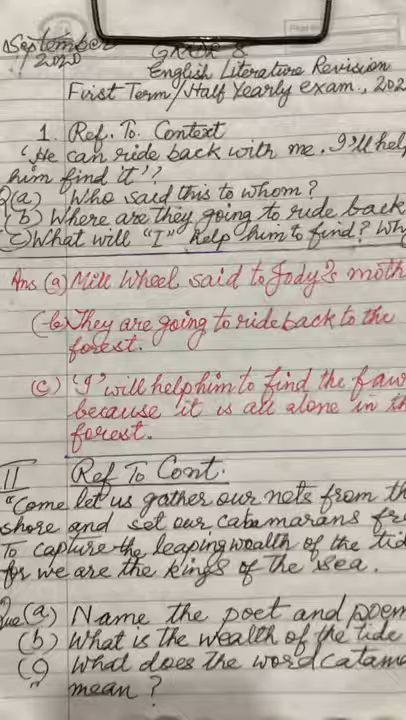 September
2020
GRADE 8
English Literature Revision
First Term/Half Yearly exam., 202
1. Ref. To. Context
"He can ride back with me. I'll help
him find it"?
Q(a) Who said this to whom?
(b) Where are they going to ride back
(c) What will "I" help him to find? Why
Ans (a) Mill Wheel said to Jody's moth
(b) They are going to ride back to the
forest.
(c) 'I' will help him to find the faw
because it is all alone in th
forest.
II Ref To Cont.
"Come let us gather our nets from th
shore and set our catamarans fr
To capture the leaping wealth of the tid
for we are the kings of the sea.
Que (a) Name the poet and poem
(b) What is the wealth of the tide
(c) What does the word catama
mean?